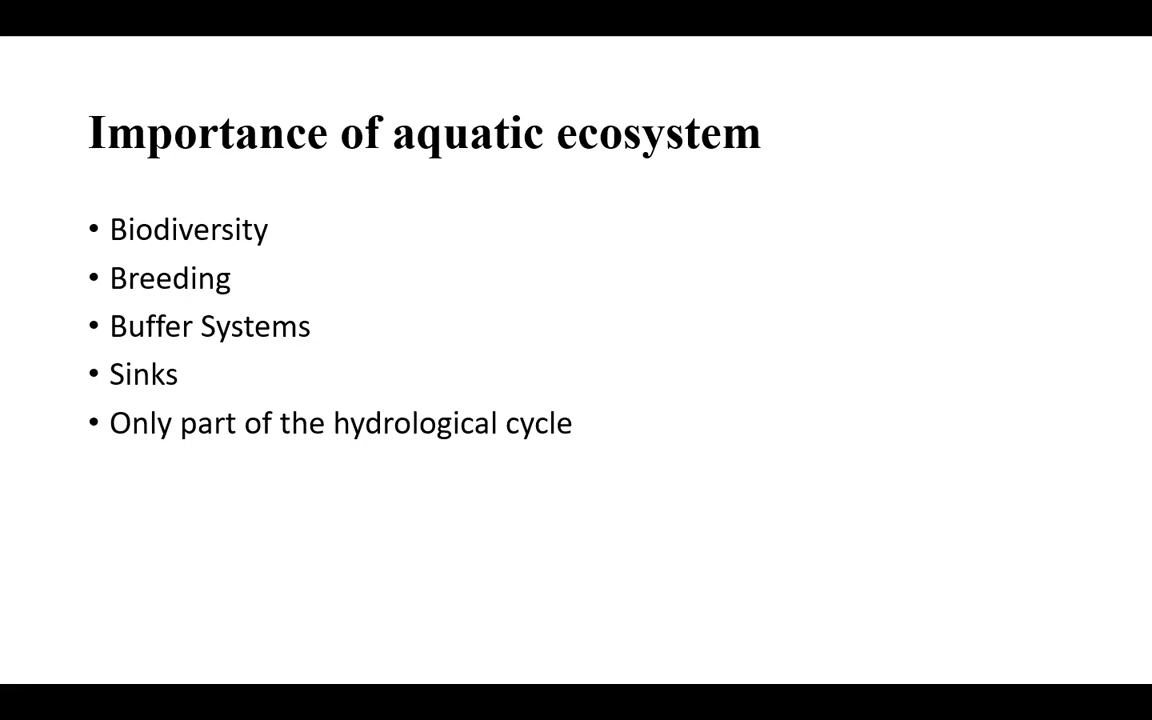 Importance of aquatic ecosystem
• Biodiversity
• Breeding
• Buffer Systems
• Sinks
• Only part of the hydrological cycle